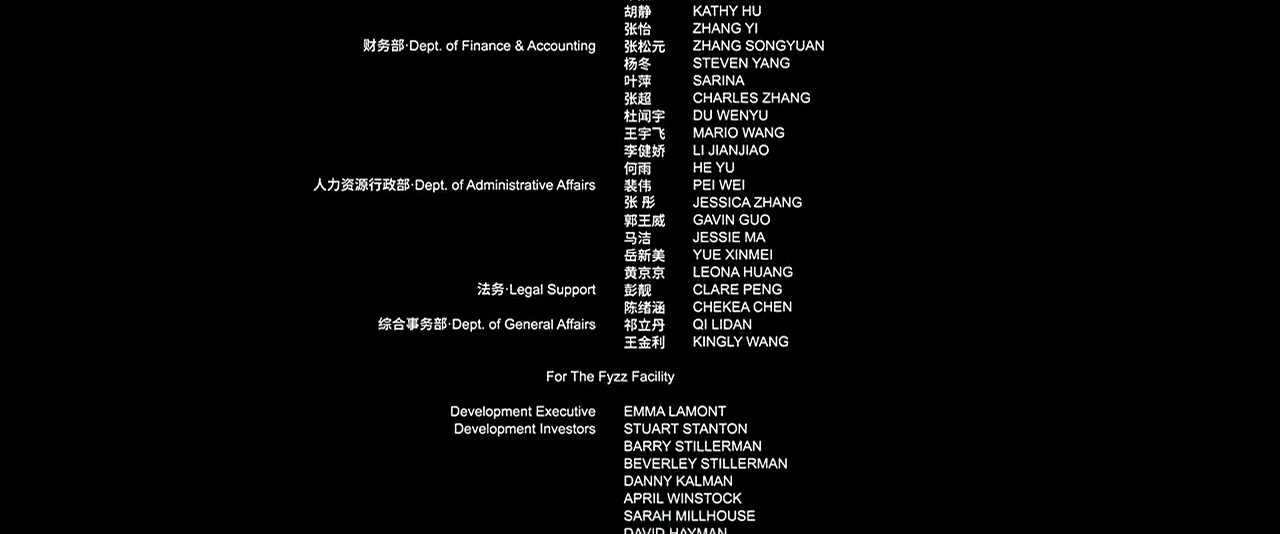 胡静 KATHY HU
张怡 ZHANG YI
财务部·Dept. of Finance & Accounting 张松元 ZHANG SONGYUAN
杨冬 STEVEN YANG
叶萍 SARINA
张超 CHARLES ZHANG
杜闻宇 DU WENYU
王宇飞 MARIO WANG
李健娇 LI JIANJIAO
何雨 HE YU
人力资源行政部·Dept. of Administrative Affairs 裴伟 PEI WEI
张 彤 JESSICA ZHANG
郭王威 GAVIN GUO
马洁 JESSIE MA
岳新美 YUE XINMEI
黄京京 LEONA HUANG
法务·Legal Support 彭靓 CLARE PENG
陈绪涵 CHEKEA CHEN
综合事务部·Dept. of General Affairs 祁立丹 QI LIDAN
王金利 KINGLY WANG
For The Fyzz Facility
Development Executive EMMA LAMONT
Development Investors STUART STANTON
BARRY STILLERMAN
BEVERLEY STILLERMAN
DANNY KALMAN
APRIL WINSTOCK
SARAH MILLHOUSE
DAVID HAYMAN